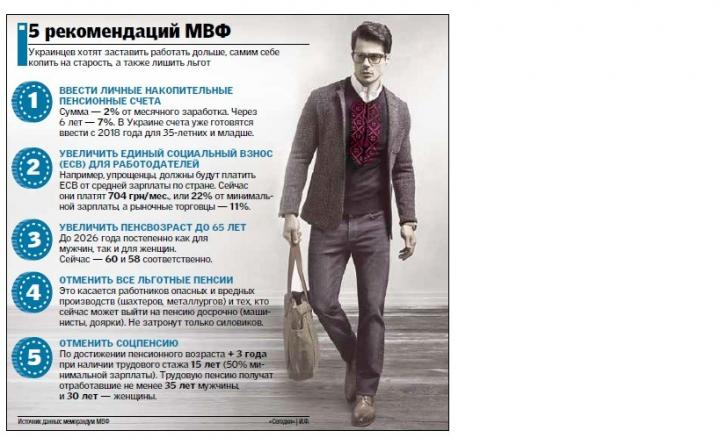 5 рекомендаций МВФ
Украинцев хотят заставить работать дольше, самим себе
копить на старость, а также лишить льгот
1
ВВЕСТИ ЛИЧНЫЕ НАКОПИТЕЛЬНЫЕ
ПЕНСИОННЫЕ СЧЕТА
Сумма — 2% от месячного заработка. Через
6 лет — 7%. В Украине счета уже готовятся
ввести с 2018 года для 35-летних и младше.
2
УВЕЛИЧИТЬ ЕДИНЫЙ СОЦИАЛЬНЫЙ ВЗНОС
(ЕСВ) ДЛЯ РАБОТОДАТЕЛЕЙ
Например, упрощенцы, должны будут платить
ЕСВ от средней зарплаты по стране. Сейчас
они платят 704 грн/мес., или 22% от минималь-
ной зарплаты, а рыночные торговцы — 11%.
3
УВЕЛИЧИТЬ ПЕНСВОЗРАСТ ДО 65 ЛЕТ
До 2026 года постепенно как для
мужчин, так и для женщин.
Сейчас — 60 и 58 соответственно.
4
ОТМЕНИТЬ ВСЕ ЛЬГОТНЫЕ ПЕНСИИ
Это касается работников опасных и вредных
производств (шахтеров, металлургов) и тех, кто
сейчас может выйти на пенсию досрочно (маши-
нисты, доярки). Не затронут только силовиков.
5
ОТМЕНИТЬ СОЦПЕНСИЮ
По достижении пенсионного возраста + 3 года
при наличии трудового стажа 15 лет (50% ми-
нимальной зарплаты). Трудовую пенсию получат
отработавшие не менее 35 лет мужчины,
и 30 лет — женщины.
Источник данных: меморандум МВФ
«Сегодня» | И.Ф.